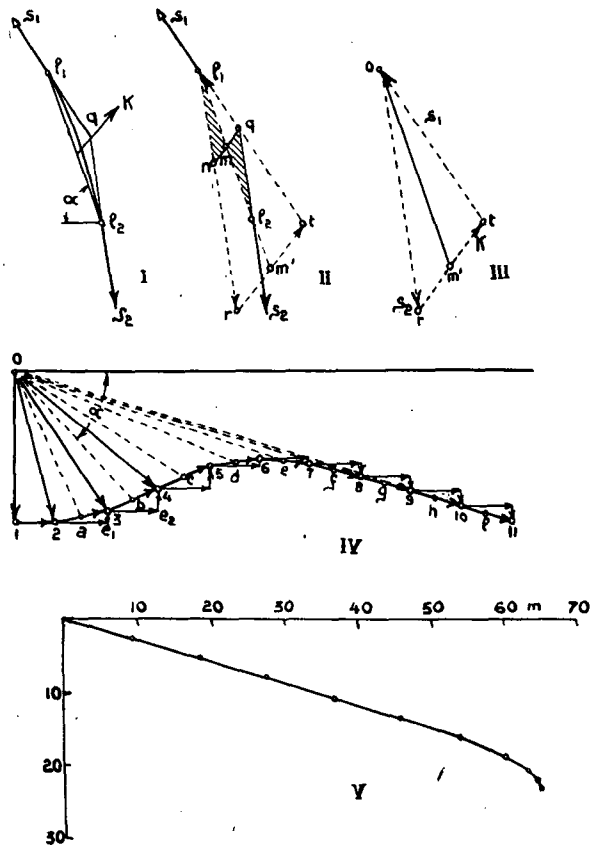 S₁ S₁
P₁ P₁ O
q K q S₁
n m
α P₂ P₂ t t
I m' II m' K III
S₂ r S₂ S₂ r
O
α
c 5 d 6 e 7 f
4 8 g 9
b 3 h 10
1 2 a e₁ e₂ l 11
IV
10 20 30 40 50 60 m 70
10
20
V
30